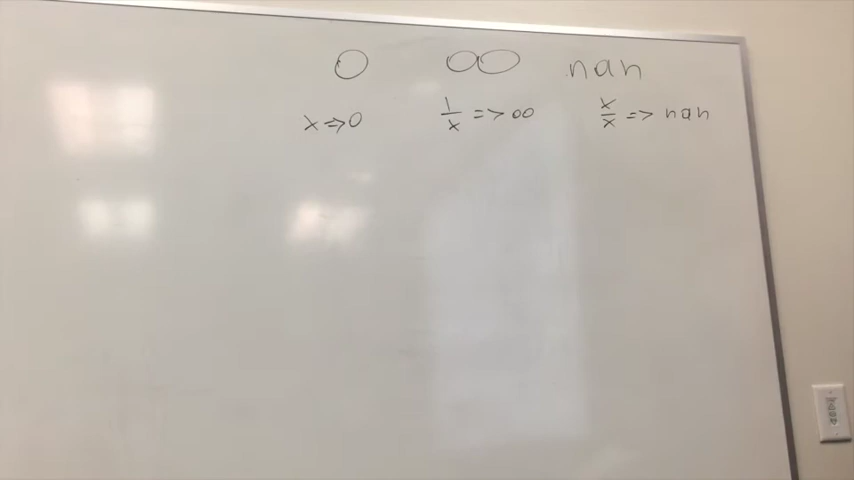 0 ∞ nan
x => 0 1/x => ∞ x/x => nan